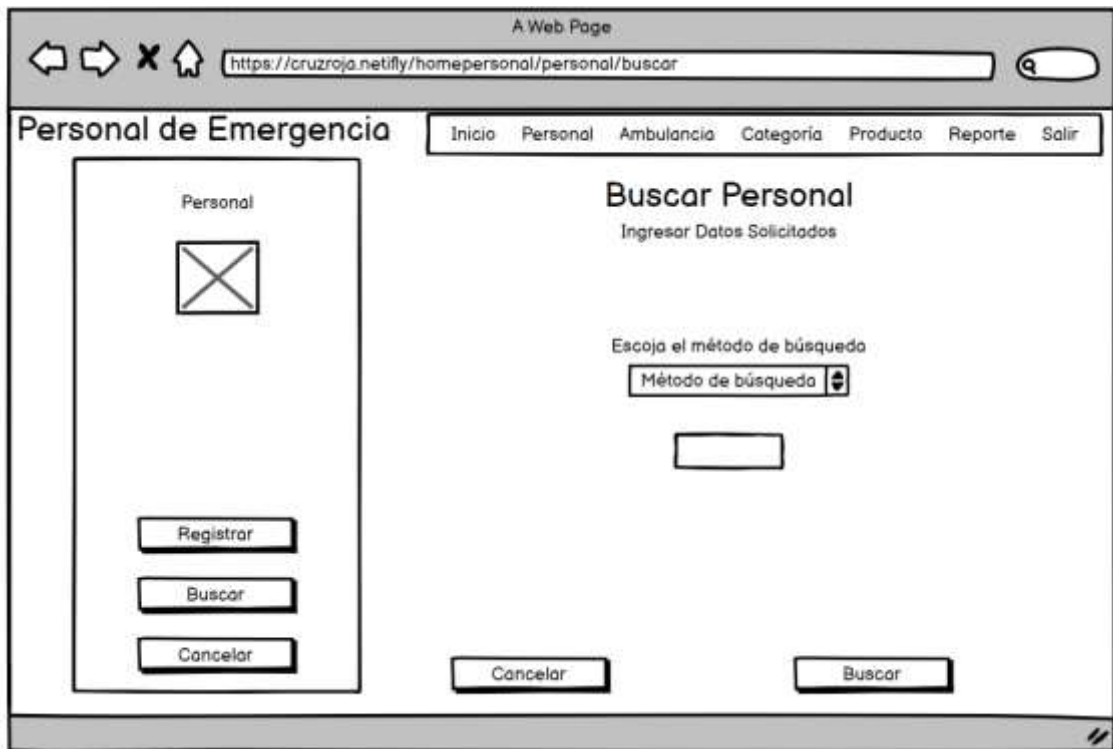 A Web Page
https://cruzroja.netifly/homepersonal/personal/buscar
Personal de Emergencia
Inicio Personal Ambulancia Categoría Producto Reporte Salir
Personal
Registrar
Buscar
Cancelar
Buscar Personal
Ingresar Datos Solicitados
Escoja el método de búsqueda
Método de búsqueda
Cancelar
Buscar